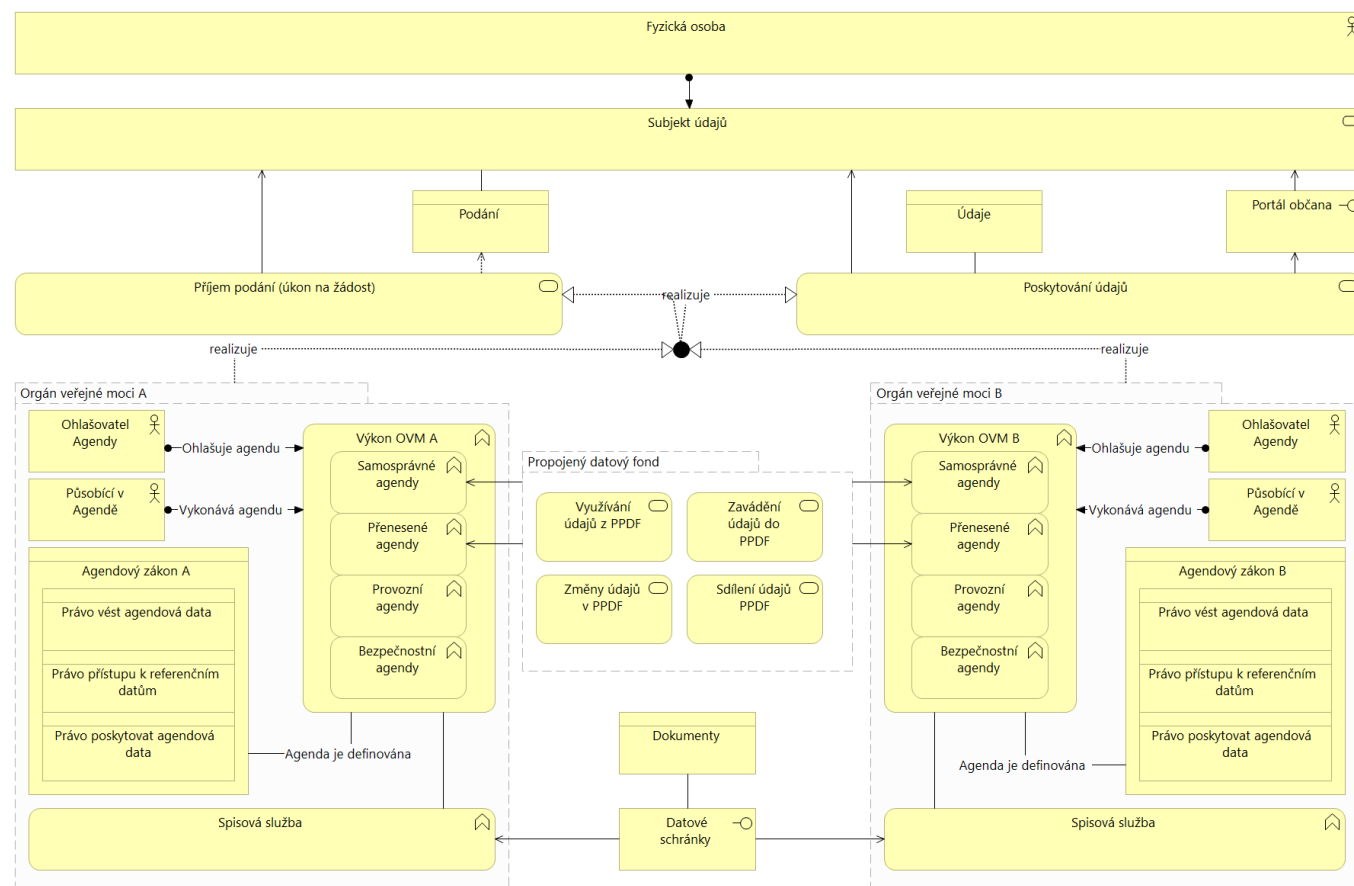 Fyzická osoba
Subjekt údajů
Podání
Údaje
Portál občana
Příjem podání (úkon na žádost)
realizuje
Poskytování údajů
realizuje
realizuje
Orgán veřejné moci A
Orgán veřejné moci B
Ohlašovatel
Agendy
Ohlašuje agendu
Působící v
Agendě
Vykonává agendu
Výkon OVM A
Samosprávné
agendy
Přenesené
agendy
Provozní
agendy
Bezpečnostní
agendy
Agendový zákon A
Právo vést agendová data
Právo přístupu k referenčním
datům
Právo poskytovat agendová
data
Agenda je definována
Spisová služba
Propojený datový fond
Využívání
údajů z PPDF
Zavádění
údajů do
PPDF
Změny údajů
v PPDF
Sdílení údajů
PPDF
Dokumenty
Datové
schránky
Výkon OVM B
Samosprávné
agendy
Přenesené
agendy
Provozní
agendy
Bezpečnostní
agendy
Ohlašuje agendu
Ohlašovatel
Agendy
Vykonává agendu
Působící v
Agendě
Agendový zákon B
Právo vést agendová data
Právo přístupu k referenčním
datům
Právo poskytovat agendová
data
Agenda je definována
Spisová služba